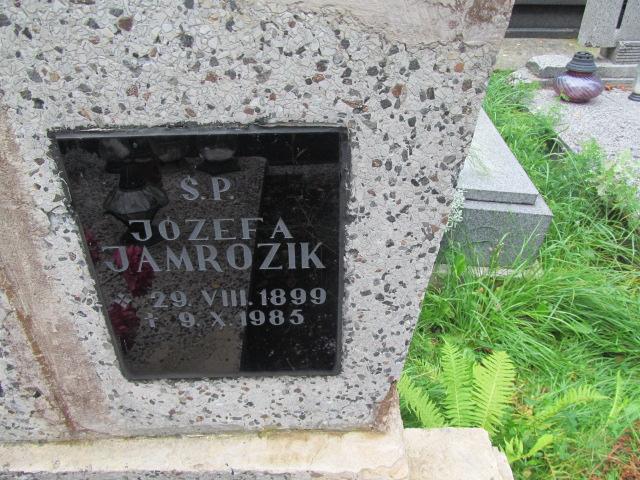 Ś.P.
JÓZEFA
JAMROZIK
* 29. VIII. 1899
† 9. X. 1985